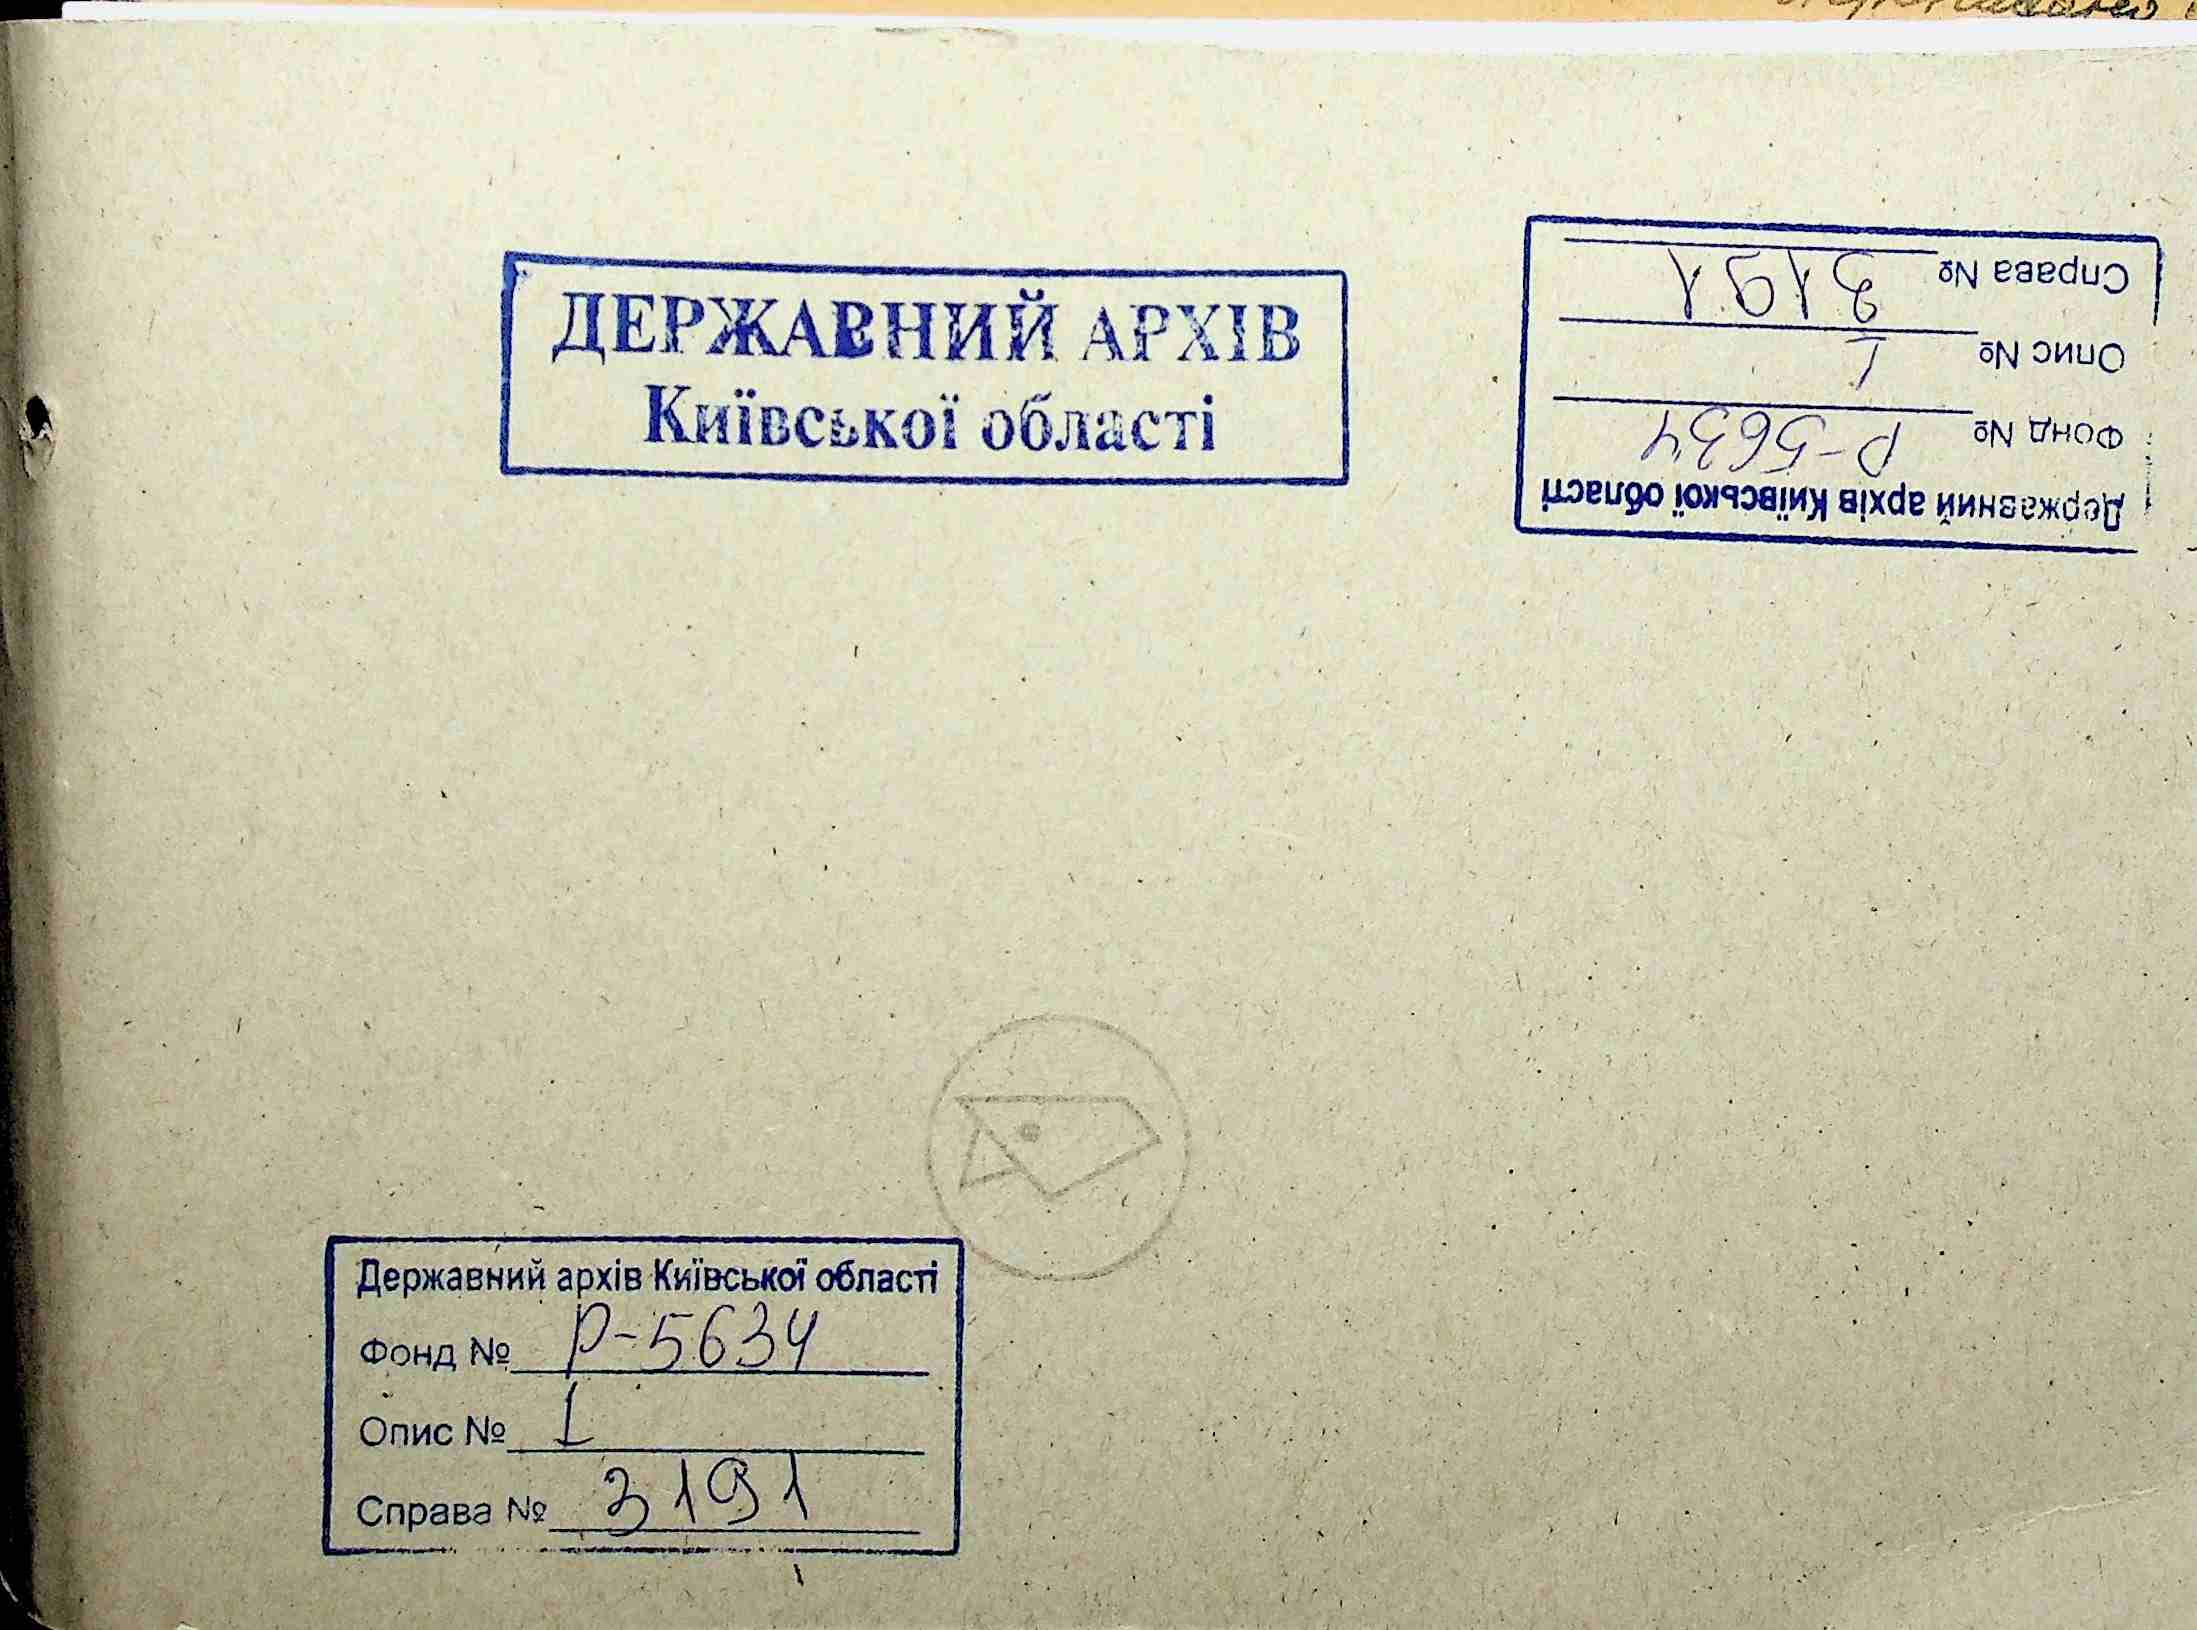 ДЕРЖАВНИЙ АРХІВ
Київської області
Державний архів Київської області
Фонд № Р-5634
Опис № 1
Справа № 3191
Державний архів Київської області
Фонд № Р-5634
Опис № 1
Справа № 3191